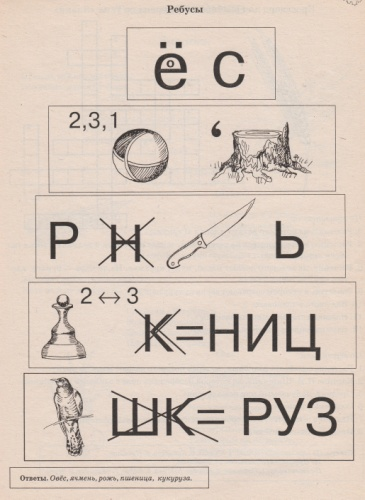 Ребусы
ё о с
2,3,1 ‘
Р Н Ь
2 ↔ 3 К=НИЦ
ШК= РУЗ
Ответы. Овёс, ячмень, рожь, пшеница, кукуруза.